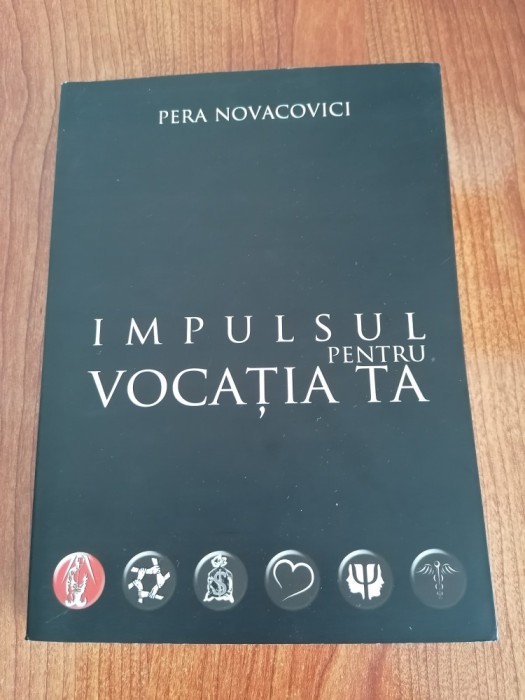 PERA NOVACOVICI
IMPULSUL
PENTRU
VOCAȚIA TA